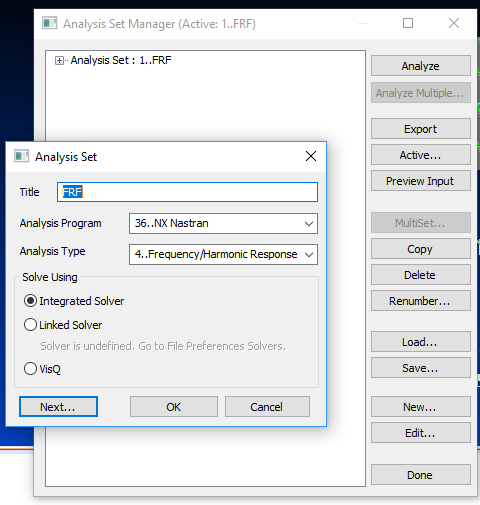 Analysis Set Manager (Active: 1..FRF)
Analysis Set : 1..FRF
Analyze
Analyze Multiple...
Export
Active...
Preview Input
MultiSet...
Copy
Delete
Renumber...
Load...
Save...
New...
Edit...
Done
Analysis Set
Title FRF
Analysis Program 36..NX Nastran
Analysis Type 4..Frequency/Harmonic Response
Solve Using
Integrated Solver
Linked Solver
Solver is undefined. Go to File Preferences Solvers.
VisQ
Next... OK Cancel